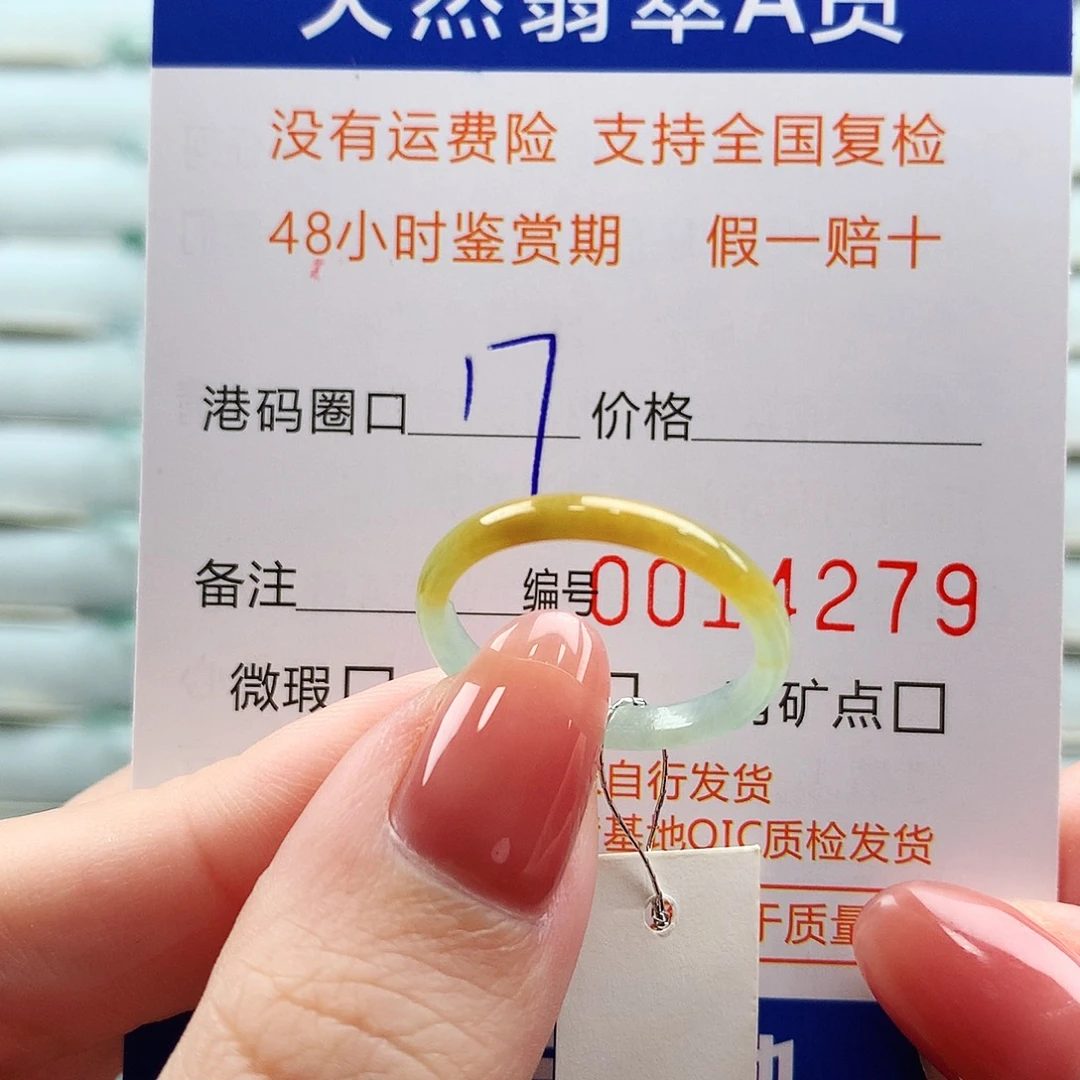 天然翡翠A货
没有运费险 支持全国复检
48小时鉴赏期 假一赔十
港码圈口 17 价格
备注 编号 0014279
微瑕□ 矿点□
自行发货
基地QIC质检发货
于质量